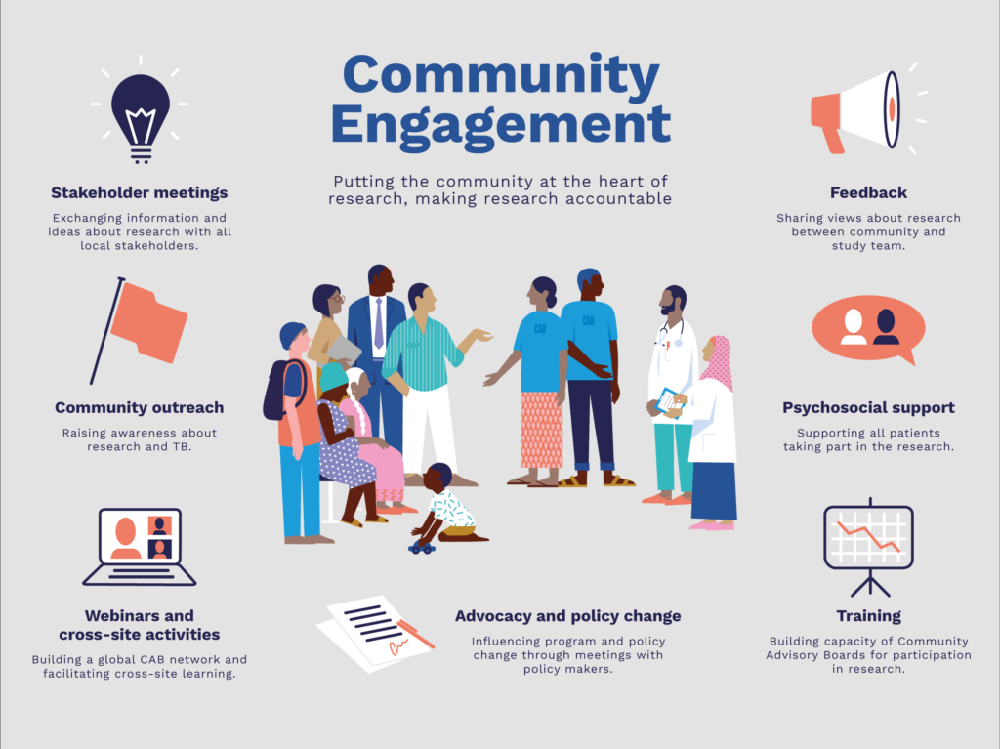 Community
Engagement
Putting the community at the heart of
research, making research accountable
Stakeholder meetings
Exchanging information and
ideas about research with all
local stakeholders.
Feedback
Sharing views about research
between community and
study team.
Community outreach
Raising awareness about
research and TB.
CAB
CAB
Psychosocial support
Supporting all patients
taking part in the research.
Webinars and
cross-site activities
Building a global CAB network and
facilitating cross-site learning.
Advocacy and policy change
Influencing program and policy
change through meetings with
policy makers.
Training
Building capacity of Community
Advisory Boards for participation
in research.